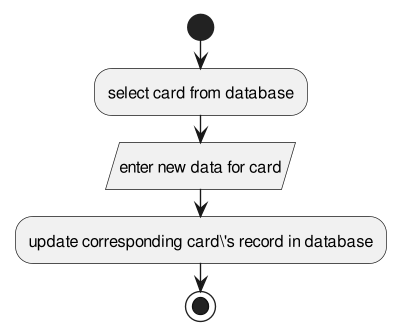 select card from database
enter new data for card
update corresponding card\'s record in database